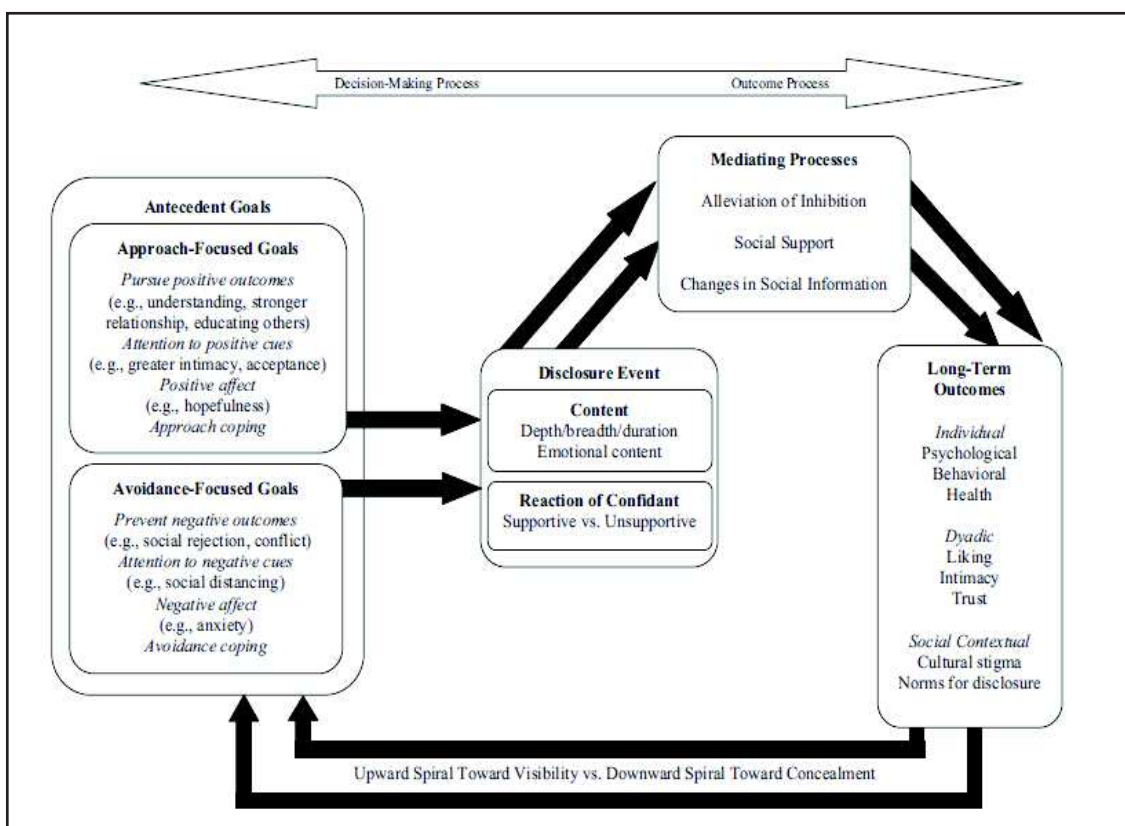 Decision-Making Process
Outcome Process
Antecedent Goals
Approach-Focused Goals
Pursue positive outcomes
(e.g., understanding, stronger
relationship, educating others)
Attention to positive cues
(e.g., greater intimacy, acceptance)
Positive affect
(e.g., hopefulness)
Approach coping
Avoidance-Focused Goals
Prevent negative outcomes
(e.g., social rejection, conflict)
Attention to negative cues
(e.g., social distancing)
Negative affect
(e.g., anxiety)
Avoidance coping
Disclosure Event
Content
Depth/breadth/duration
Emotional content
Reaction of Confidant
Supportive vs. Unsupportive
Mediating Processes
Alleviation of Inhibition
Social Support
Changes in Social Information
Long-Term
Outcomes
Individual
Psychological
Behavioral
Health
Dyadic
Liking
Intimacy
Trust
Social Contextual
Cultural stigma
Norms for disclosure
Upward Spiral Toward Visibility vs. Downward Spiral Toward Concealment